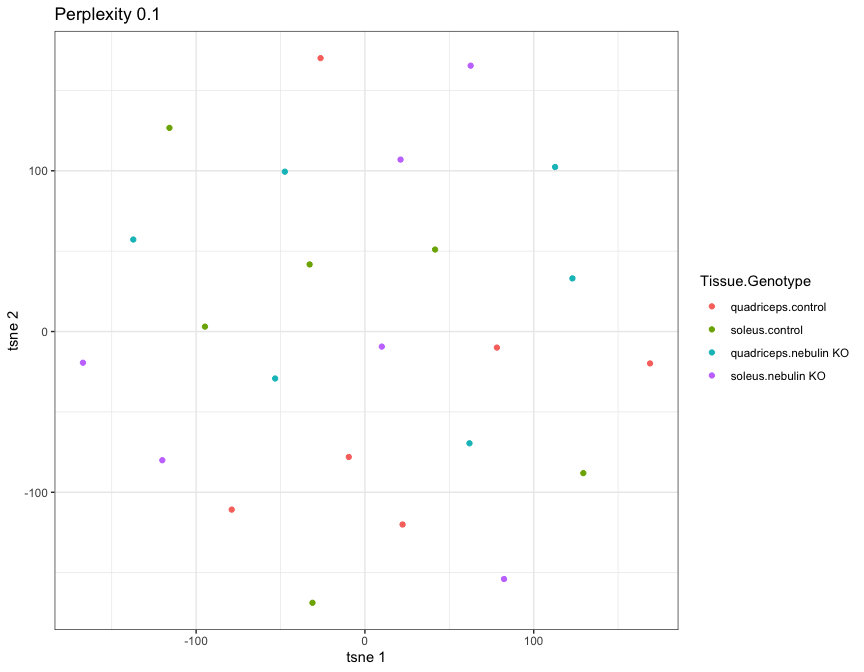 Perplexity 0.1
100
0
-100
-100
0
100
tsne 1
tsne 2
Tissue.Genotype
quadriceps.control
soleus.control
quadriceps.nebulin KO
soleus.nebulin KO